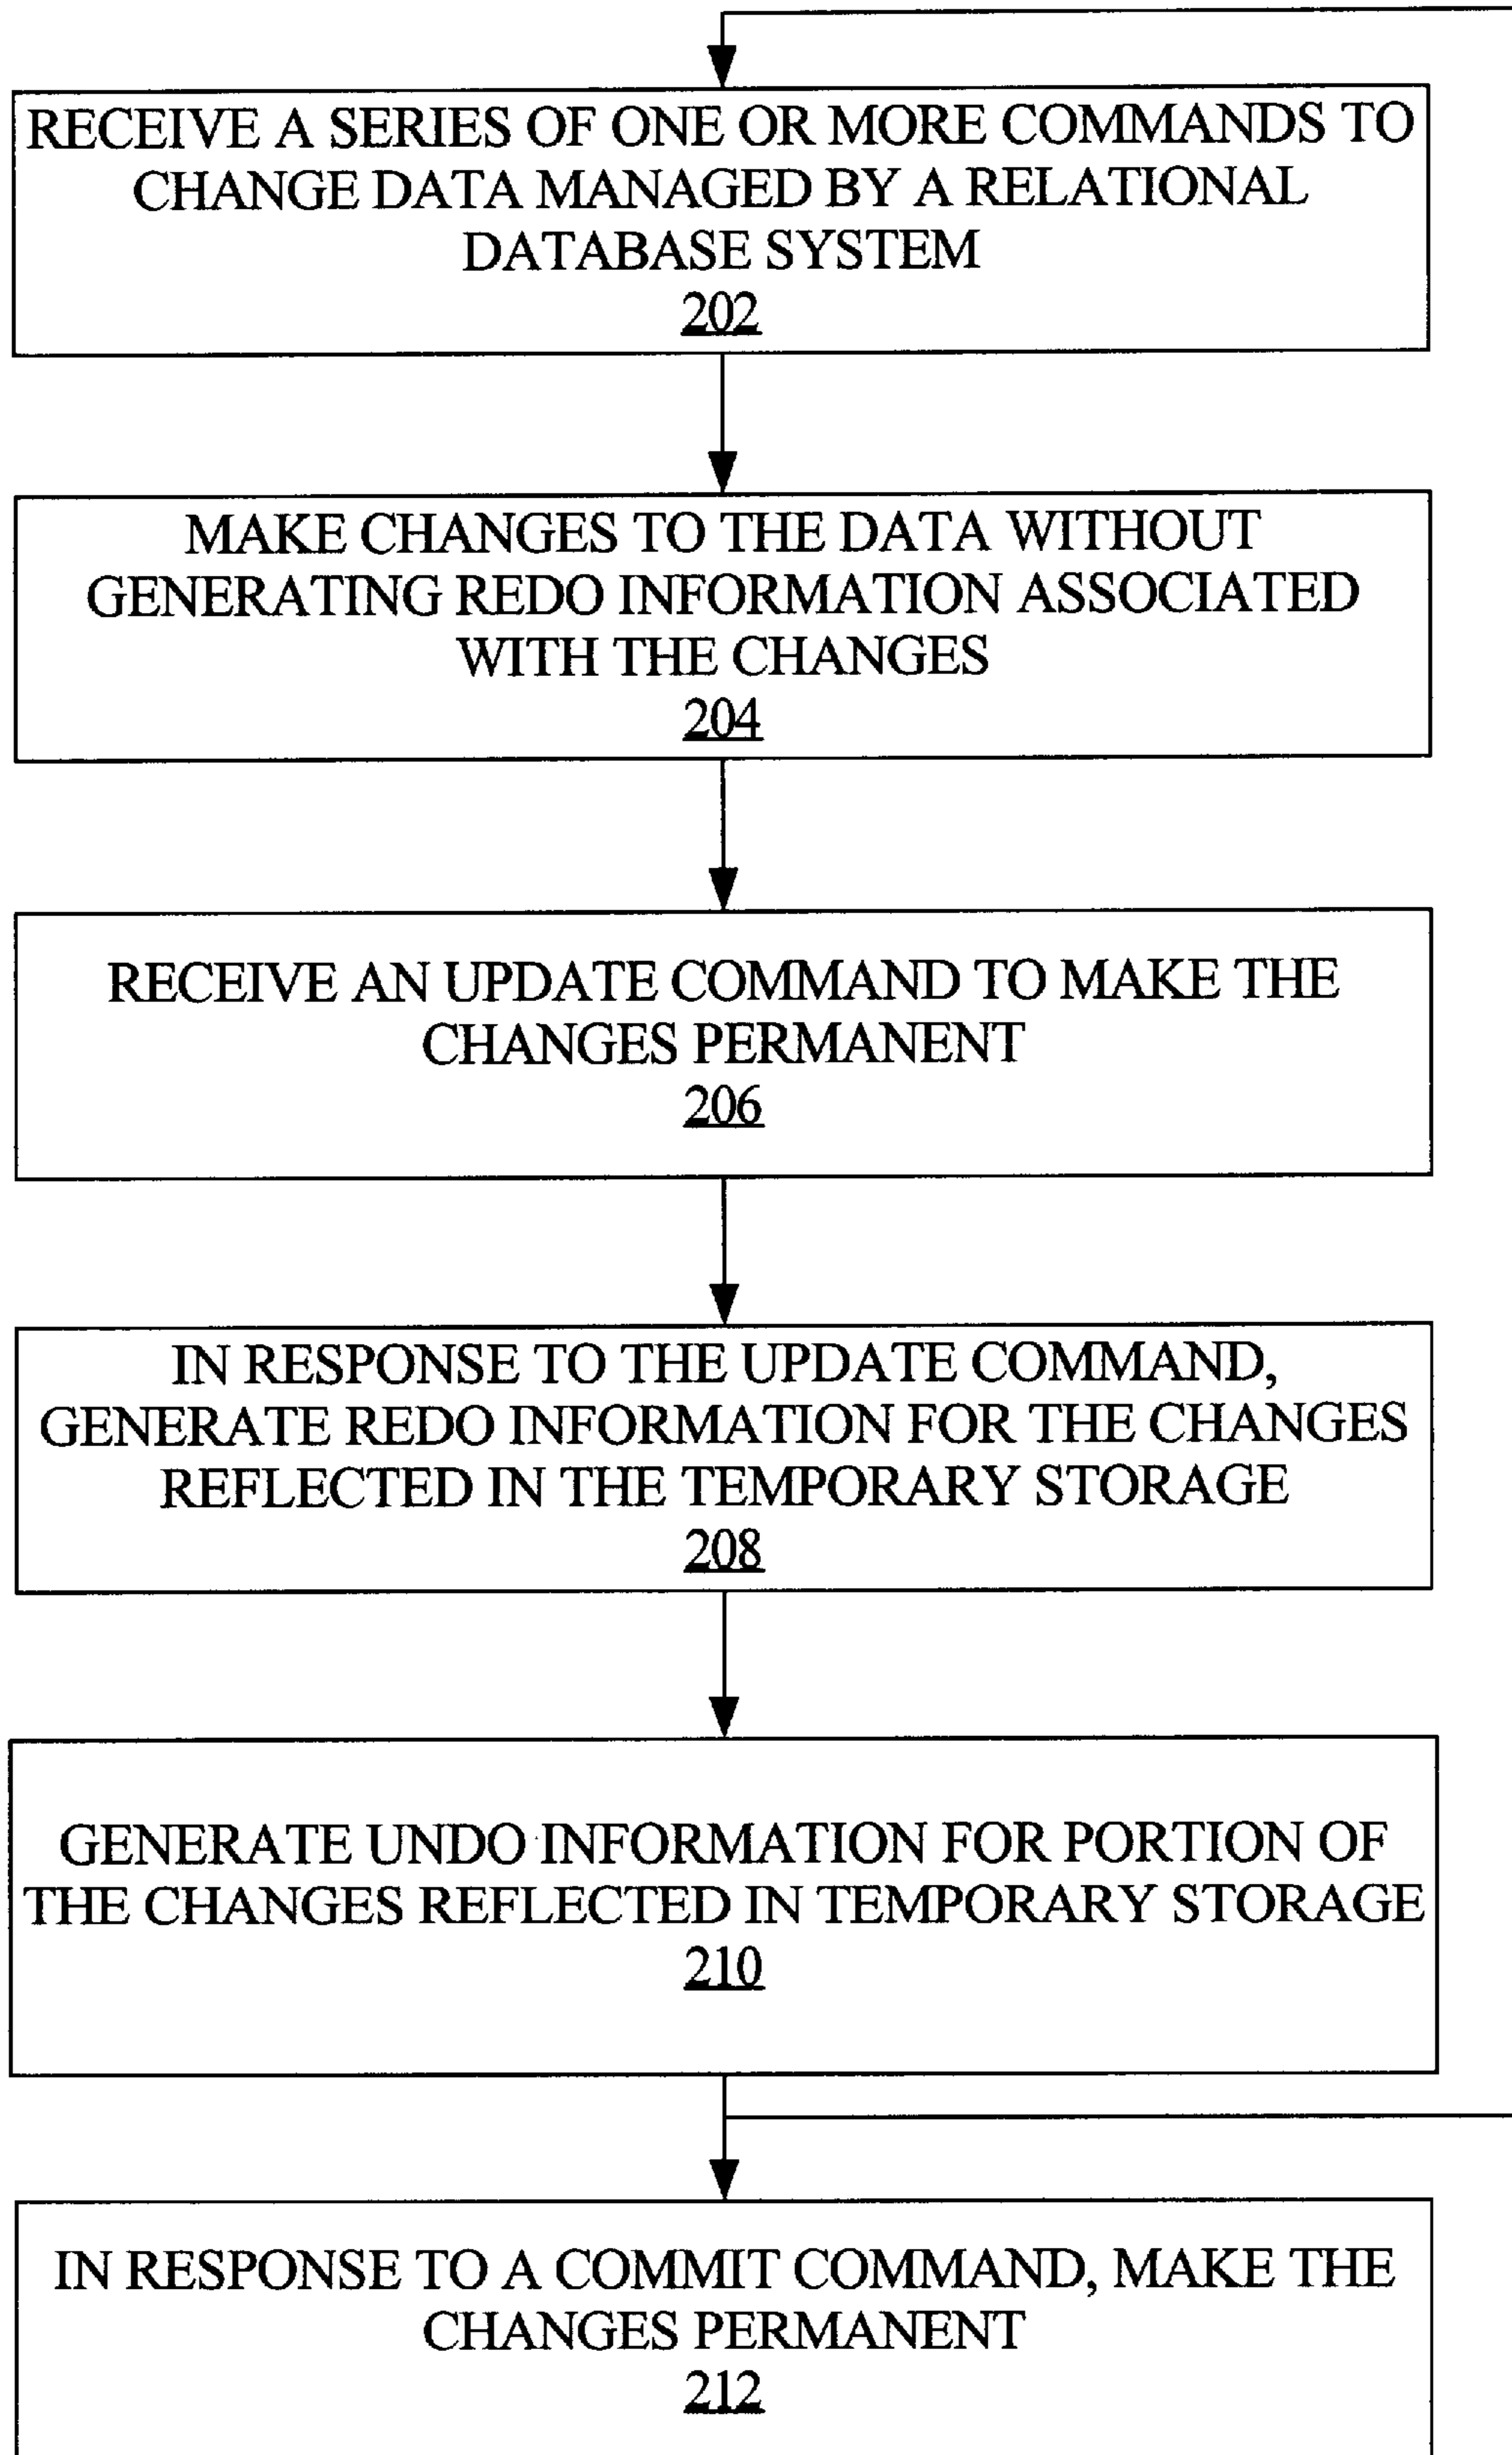 RECEIVE A SERIES OF ONE OR MORE COMMANDS TO
CHANGE DATA MANAGED BY A RELATIONAL
DATABASE SYSTEM
202
MAKE CHANGES TO THE DATA WITHOUT
GENERATING REDO INFORMATION ASSOCIATED
WITH THE CHANGES
204
RECEIVE AN UPDATE COMMAND TO MAKE THE
CHANGES PERMANENT
206
IN RESPONSE TO THE UPDATE COMMAND,
GENERATE REDO INFORMATION FOR THE CHANGES
REFLECTED IN THE TEMPORARY STORAGE
208
GENERATE UNDO INFORMATION FOR PORTION OF
THE CHANGES REFLECTED IN TEMPORARY STORAGE
210
IN RESPONSE TO A COMMIT COMMAND, MAKE THE
CHANGES PERMANENT
212